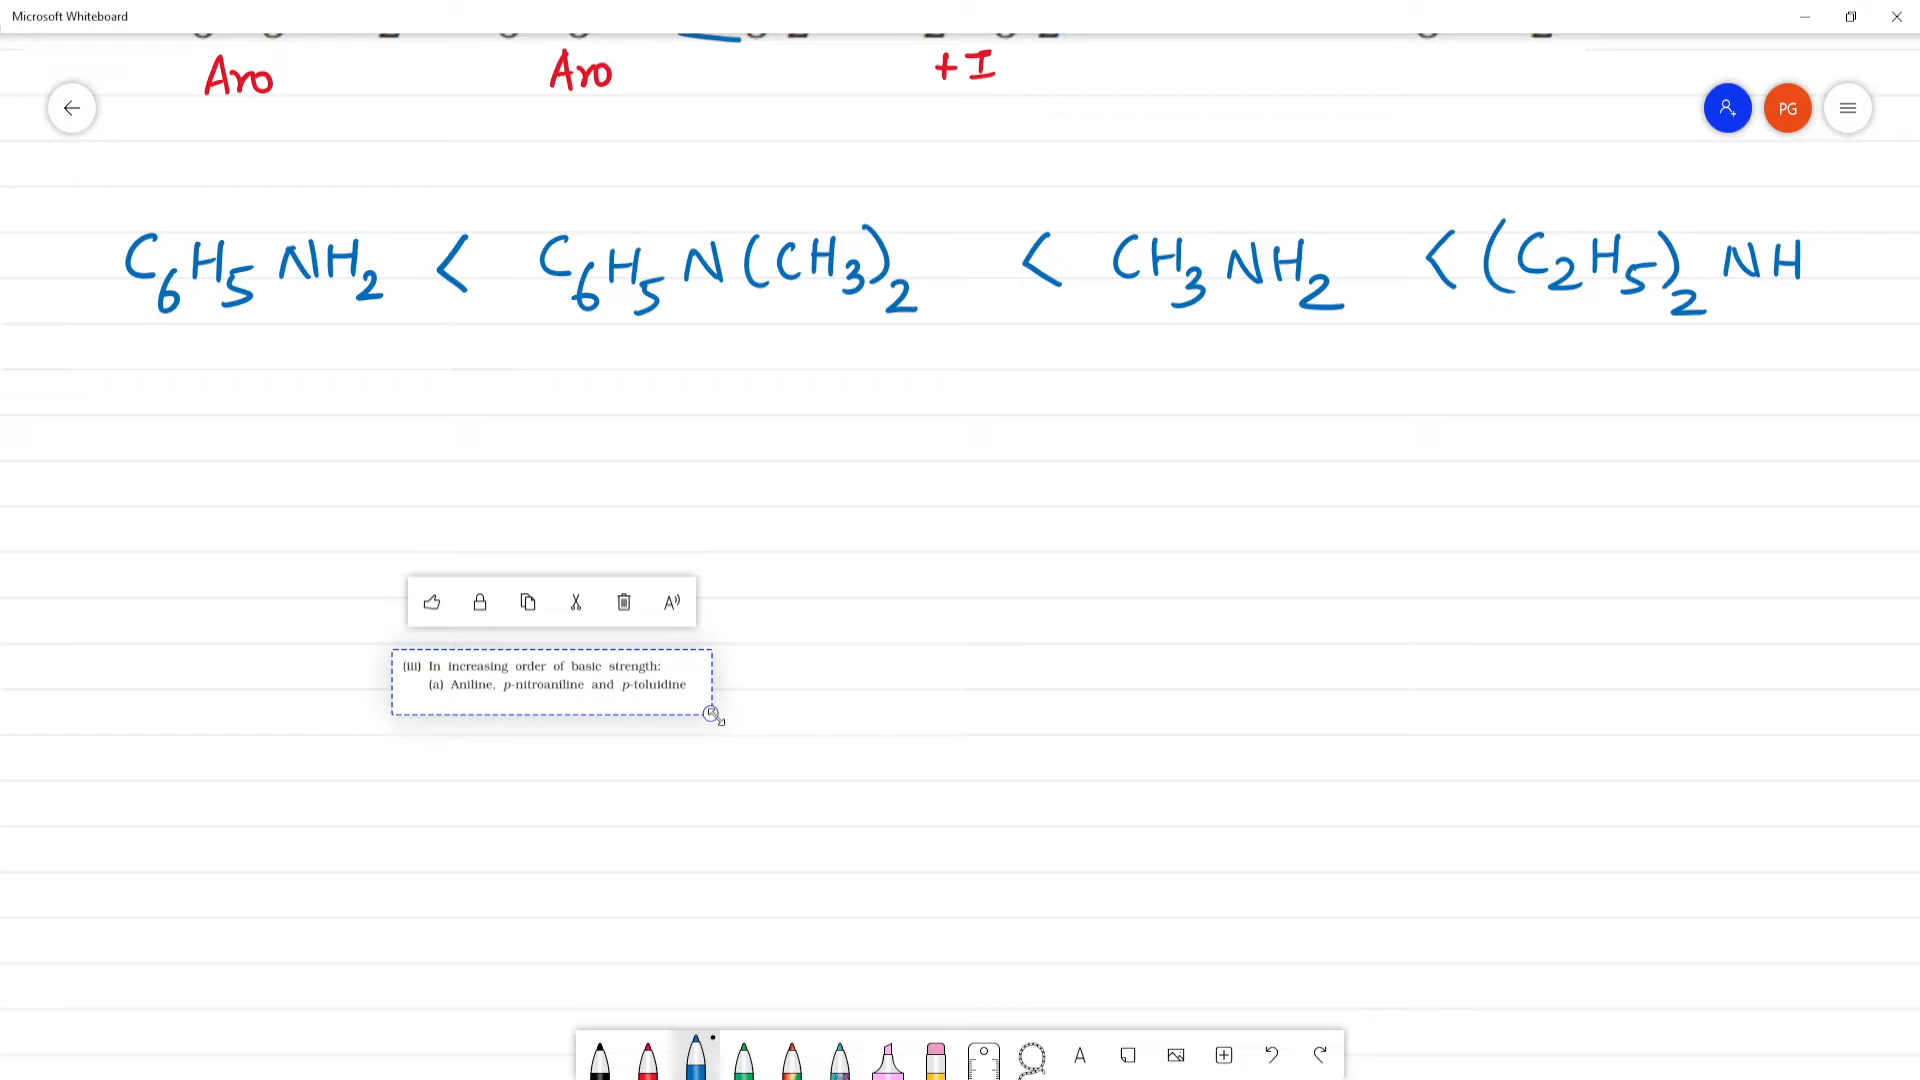 Microsoft Whiteboard
Aro Aro +I
PG
C6H5NH2 < C6H5N(CH3)2 < CH3NH2 < (C2H5)2NH
(iii) In increasing order of basic strength:
(a) Aniline, p-nitroaniline and p-toluidine